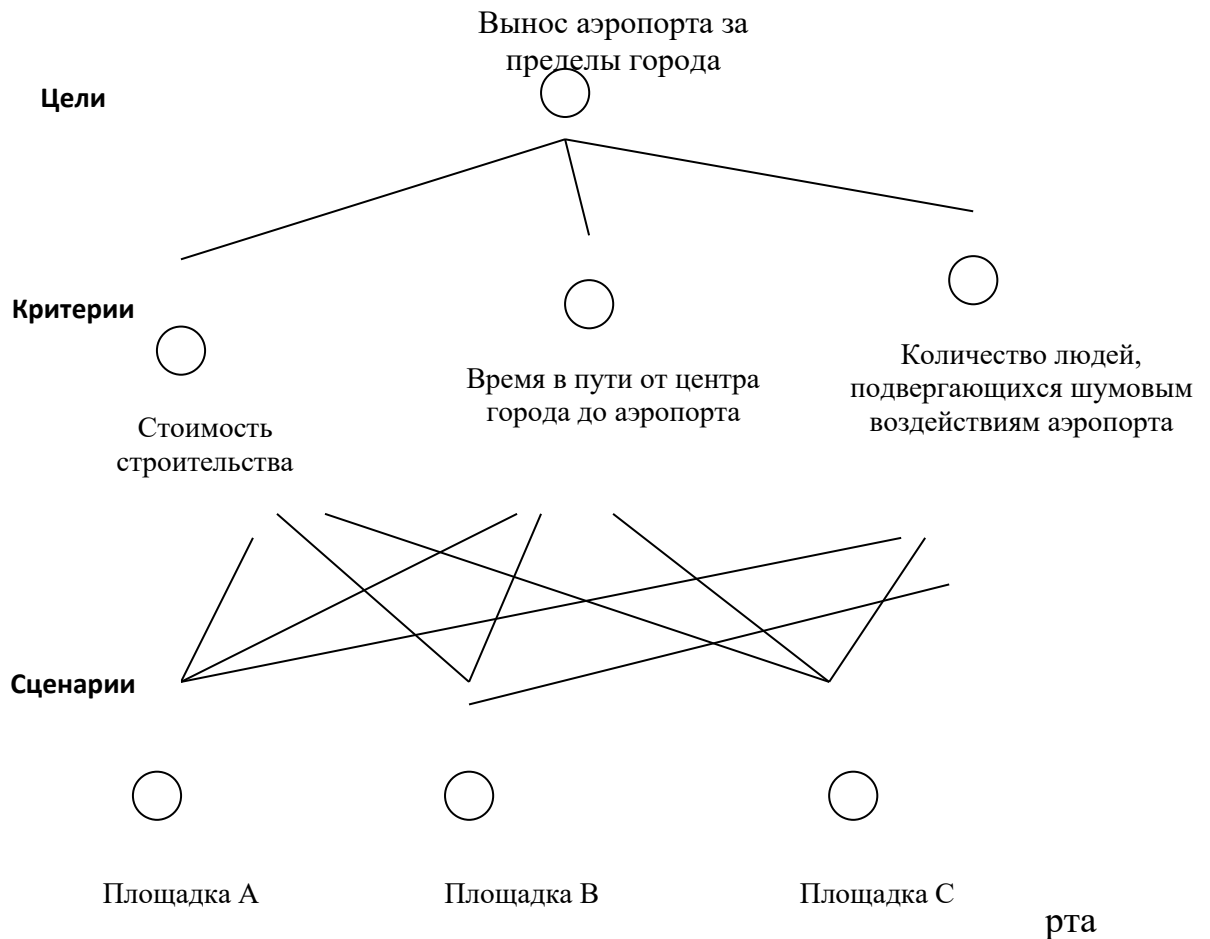 Вынос аэропорта за
пределы города
Цели
Критерии
Количество людей,
подвергающихся шумовым
воздействиям аэропорта
Время в пути от центра
города до аэропорта
Стоимость
строительства
Сценарии
Площадка А
Площадка В
Площадка С
рта